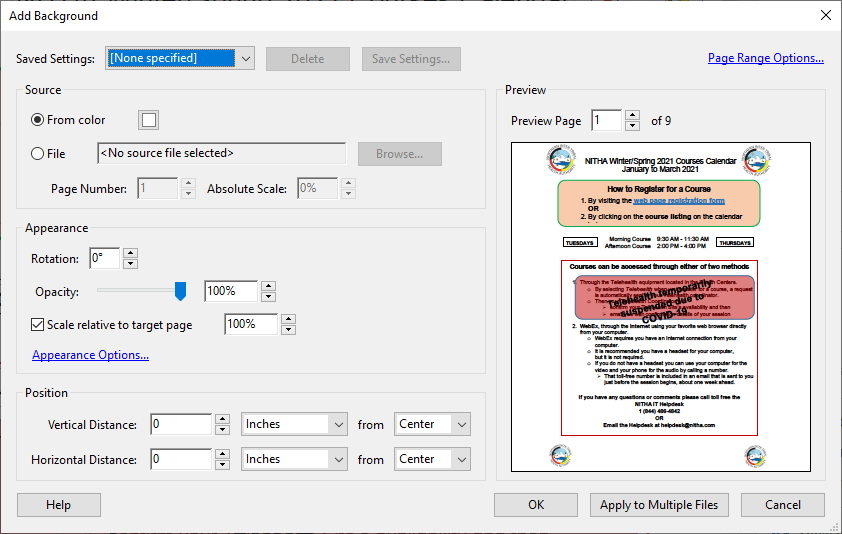 Add Background
Saved Settings: [None specified] Delete Save Settings... Page Range Options...
Source
From color
File <No source file selected> Browse...
Page Number: 1 Absolute Scale: 0%
Appearance
Rotation: 0°
Opacity: 100%
Scale relative to target page 100%
Appearance Options...
Position
Vertical Distance: 0 Inches from Center
Horizontal Distance: 0 Inches from Center
Preview
Preview Page 1 of 9
NITHA Winter/Spring 2021 Courses Calendar
January to March 2021
How to Register for a Course
1. By visiting the web page registration form
OR
2. By clicking on the course listing on the calendar
TUESDAYS Morning Course 9:30 AM - 11:30 AM THURSDAYS
Afternoon Course 2:00 PM - 4:00 PM
Courses can be accessed through either of two methods
1. Through the Telehealth equipment located in the Health Centers.
o By selecting Telehealth when for a course, a request
is automatically coordinator.
Telehealth temporarily
suspended due to
COVID-19
2. WebEx, through the Internet using your favorite web browser directly
from your computer.
o WebEx requires you have an Internet connection from your
computer.
o It is recommended you have a headset for your computer,
but it is not required.
o If you do not have a headset you can use your computer for the
video and your phone for the audio by calling a number.
➢ That toll-free number is included in an email that is sent to you
just before the session begins, about one week ahead.
If you have any questions or comments please call toll free the
NITHA IT Helpdesk
1 (844) 486-4842
OR
Email the Helpdesk at helpdesk@nitha.com
Help OK Apply to Multiple Files Cancel